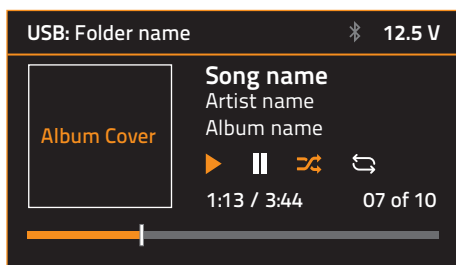 USB: Folder name 12.5 V
Album Cover
Song name
Artist name
Album name
1:13 / 3:44 07 of 10